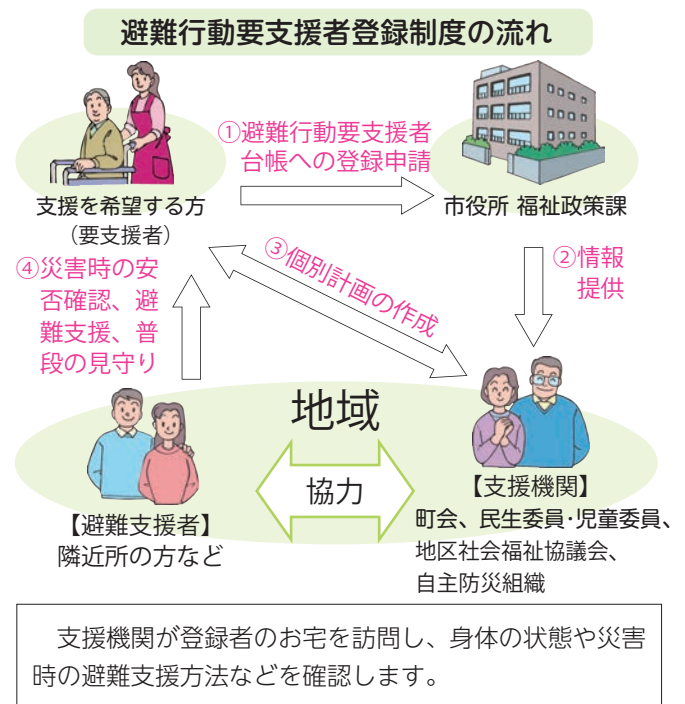 避難行動要支援者登録制度の流れ
①避難行動要支援者
台帳への登録申請
支援を希望する方
（要支援者）
市役所 福祉政策課
②情報
提供
③個別計画の作成
④災害時の安
否確認、避
難支援、普
段の見守り
地域
協力
【避難支援者】
隣近所の方など
【支援機関】
町会、民生委員・児童委員、
地区社会福祉協議会、
自主防災組織
支援機関が登録者のお宅を訪問し、身体の状態や災害
時の避難支援方法などを確認します。